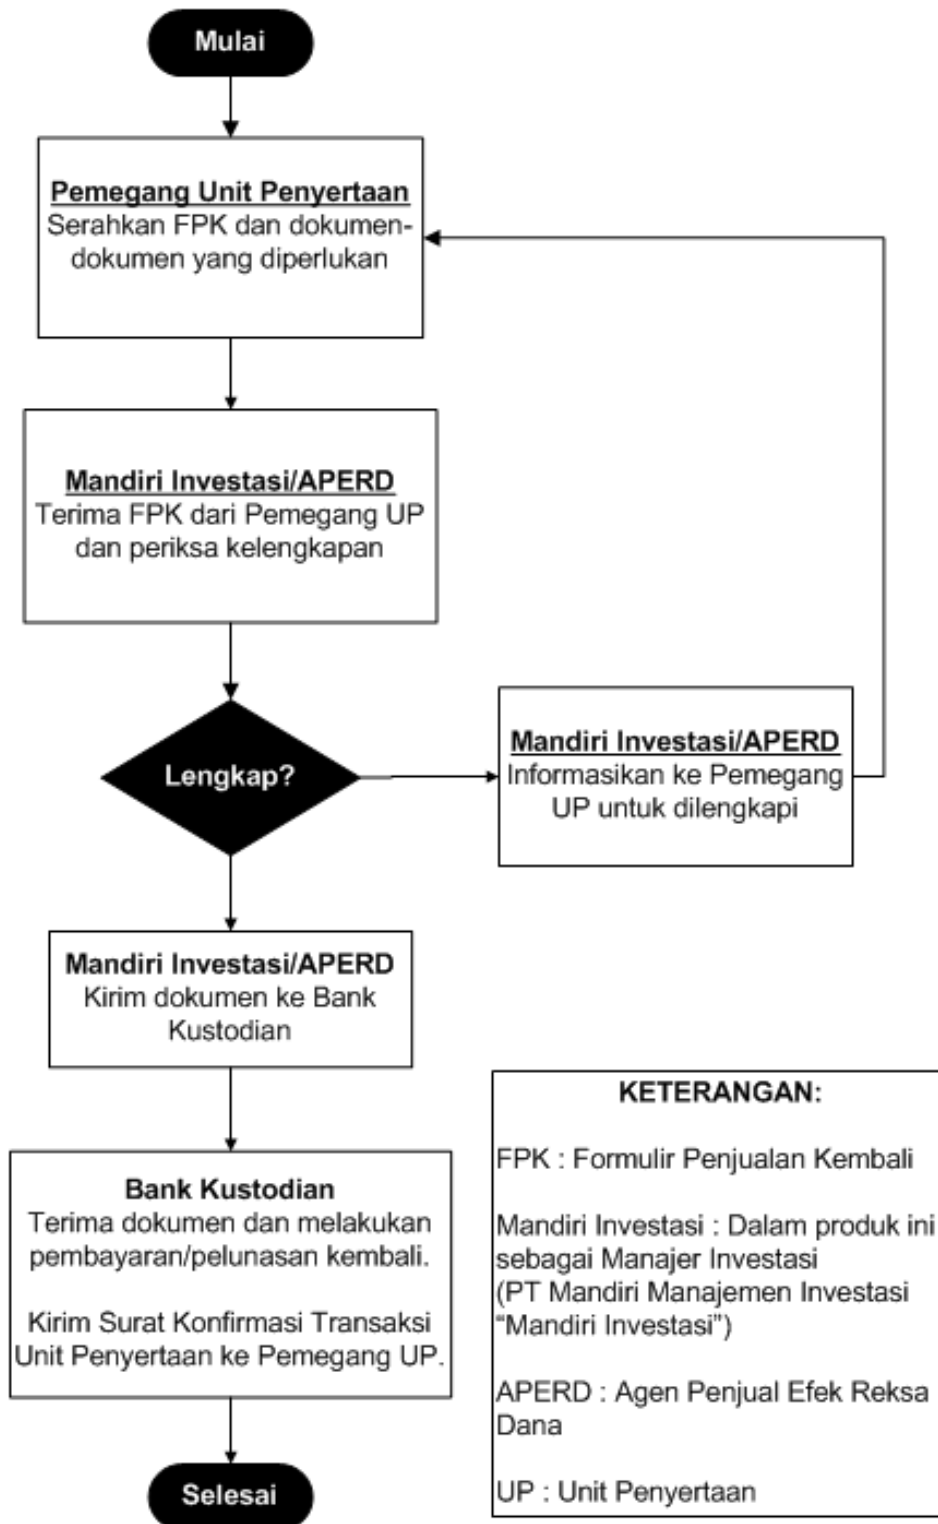 Mulai
Pemegang Unit Penyertaan
Serahkan FPK dan dokumen-
dokumen yang diperlukan
Mandiri Investasi/APERD
Terima FPK dari Pemegang UP
dan periksa kelengkapan
Lengkap?
Mandiri Investasi/APERD
Informasikan ke Pemegang
UP untuk dilengkapi
Mandiri Investasi/APERD
Kirim dokumen ke Bank
Kustodian
Bank Kustodian
Terima dokumen dan melakukan
pembayaran/pelunasan kembali.
Kirim Surat Konfirmasi Transaksi
Unit Penyertaan ke Pemegang UP.
Selesai
KETERANGAN:
FPK : Formulir Penjualan Kembali
Mandiri Investasi : Dalam produk ini
sebagai Manajer Investasi
(PT Mandiri Manajemen Investasi
“Mandiri Investasi”)
APERD : Agen Penjual Efek Reksa
Dana
UP : Unit Penyertaan